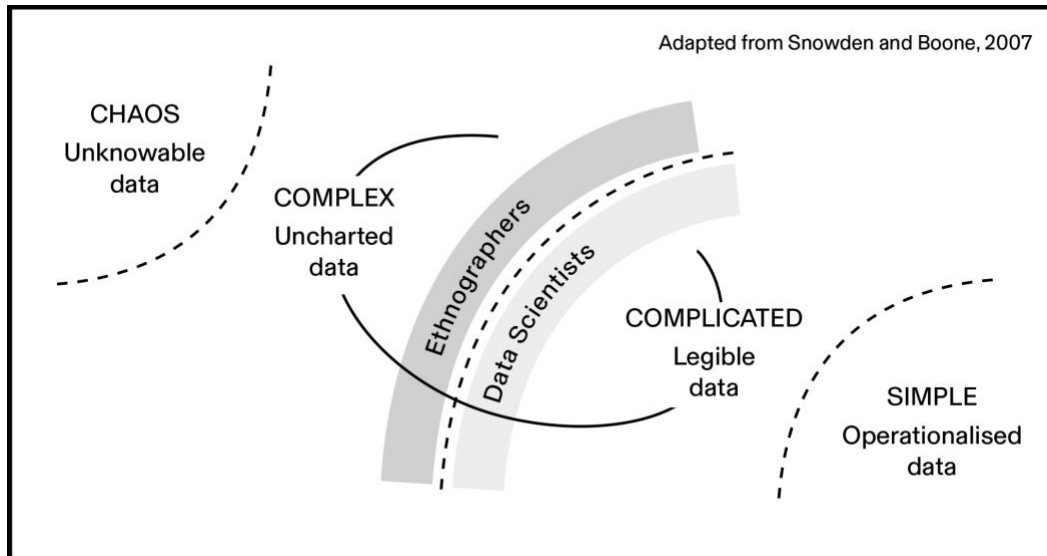 Adapted from Snowden and Boone, 2007
CHAOS
Unknowable
data
COMPLEX
Uncharted
data
Ethnographers
Data Scientists
COMPLICATED
Legible
data
SIMPLE
Operationalised
data